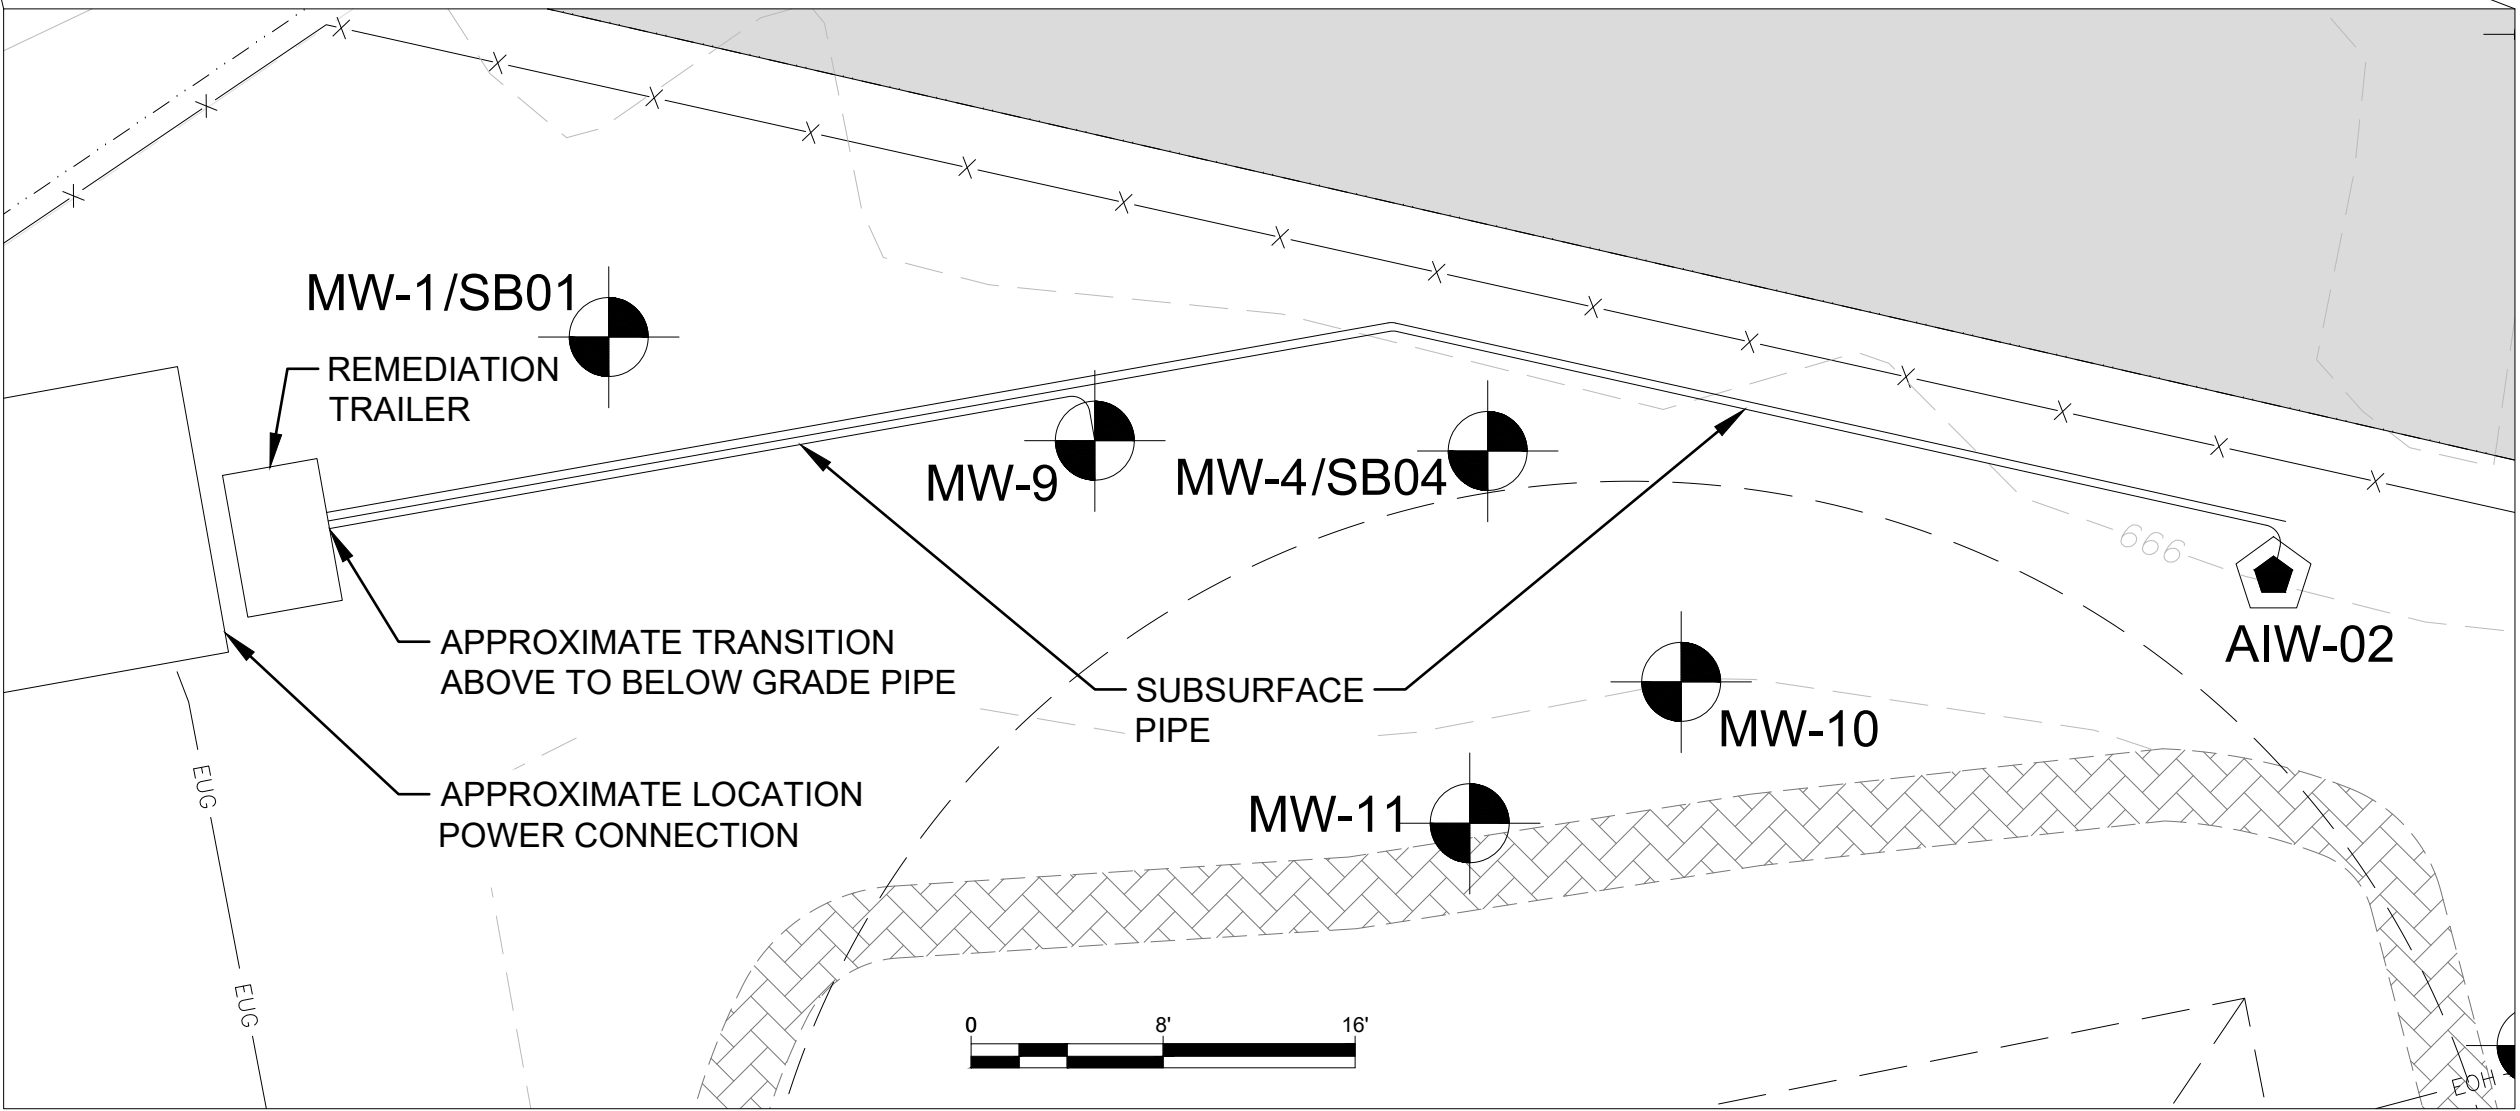 MW-1/SB01
REMEDIATION
TRAILER
MW-9
MW-4/SB04
666
AIW-02
APPROXIMATE TRANSITION
ABOVE TO BELOW GRADE PIPE
SUBSURFACE
PIPE
MW-10
EUG
APPROXIMATE LOCATION
POWER CONNECTION
MW-11
EUG
0 8' 16'
EOH